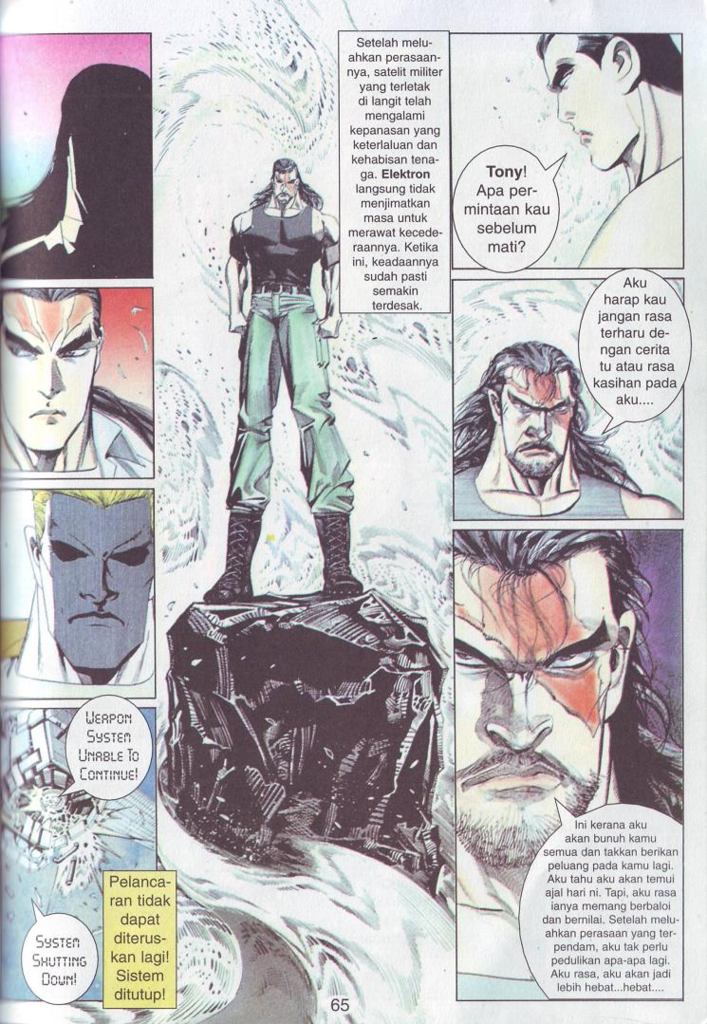 Setelah melu-
ahkan perasaan-
nya, satelit militer
yang terletak
di langit telah
mengalami
kepanasan yang
keterlaluan dan
kehabisan tena-
ga. Elektron
langsung tidak
menjimatkan
masa untuk
merawat kecede-
raannya. Ketika
ini, keadaannya
sudah pasti
semakin
terdesak.
Tony!
Apa per-
mintaan kau
sebelum
mati?
Aku
harap kau
jangan rasa
terharu de-
ngan cerita
tu atau rasa
kasihan pada
aku....
Weapon
System
Unable To
Continue!
System
Shutting
Down!
Pelanca-
ran tidak
dapat
diterus-
kan lagi!
Sistem
ditutup!
Ini kerana aku
akan bunuh kamu
semua dan takkan berikan
peluang pada kamu lagi.
Aku tahu aku akan temui
ajal hari ni. Tapi, aku rasa
ianya memang berbaloi
dan bernilai. Setelah melu-
ahkan perasaan yang ter-
pendam, aku tak perlu
pedulikan apa-apa lagi.
Aku rasa, aku akan jadi
lebih hebat...hebat....
65